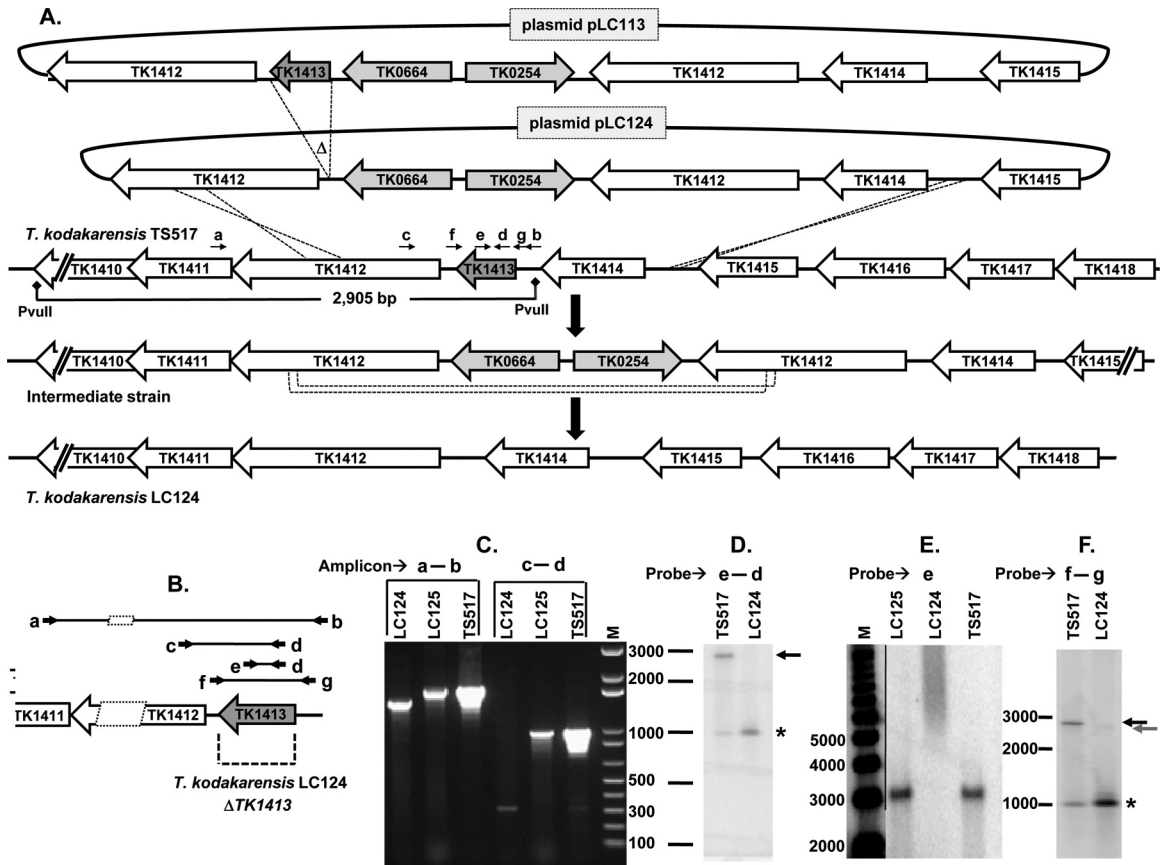 A.
plasmid pLC113
TK1412 TK1413 TK0664 TK0254 TK1412 TK1414 TK1415
plasmid pLC124
Δ
TK1412 TK0664 TK0254 TK1412 TK1414 TK1415
T. kodakarensis TS517
a c f e d g b
TK1410 TK1411 TK1412 TK1413 TK1414 TK1415 TK1416 TK1417 TK1418
2,905 bp
PvuII PvuII
TK1410 TK1411 TK1412 TK0664 TK0254 TK1412 TK1414 TK1415
Intermediate strain
TK1410 TK1411 TK1412 TK1414 TK1415 TK1416 TK1417 TK1418
T. kodakarensis LC124
B.
a b
c d
e d
f g
TK1411 TK1412 TK1413
T. kodakarensis LC124
ΔTK1413
C.
Amplicon→ a — b c — d
LC124 LC125 TS517 LC124 LC125 TS517 M
3000
2000
1000
500
300
100
D.
Probe→ e — d
TS517 LC124
*
E.
Probe→ e
M LC125 LC124 TS517
5000
4000
3000
2000
F.
Probe→ f — g
TS517 LC124
3000
2000
1000 *